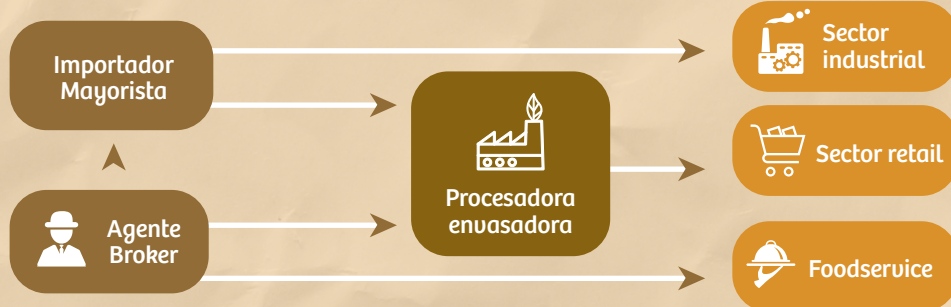 Importador
Mayorista
Agente
Broker
Procesadora
envasadora
Sector
industrial
Sector retail
Foodservice